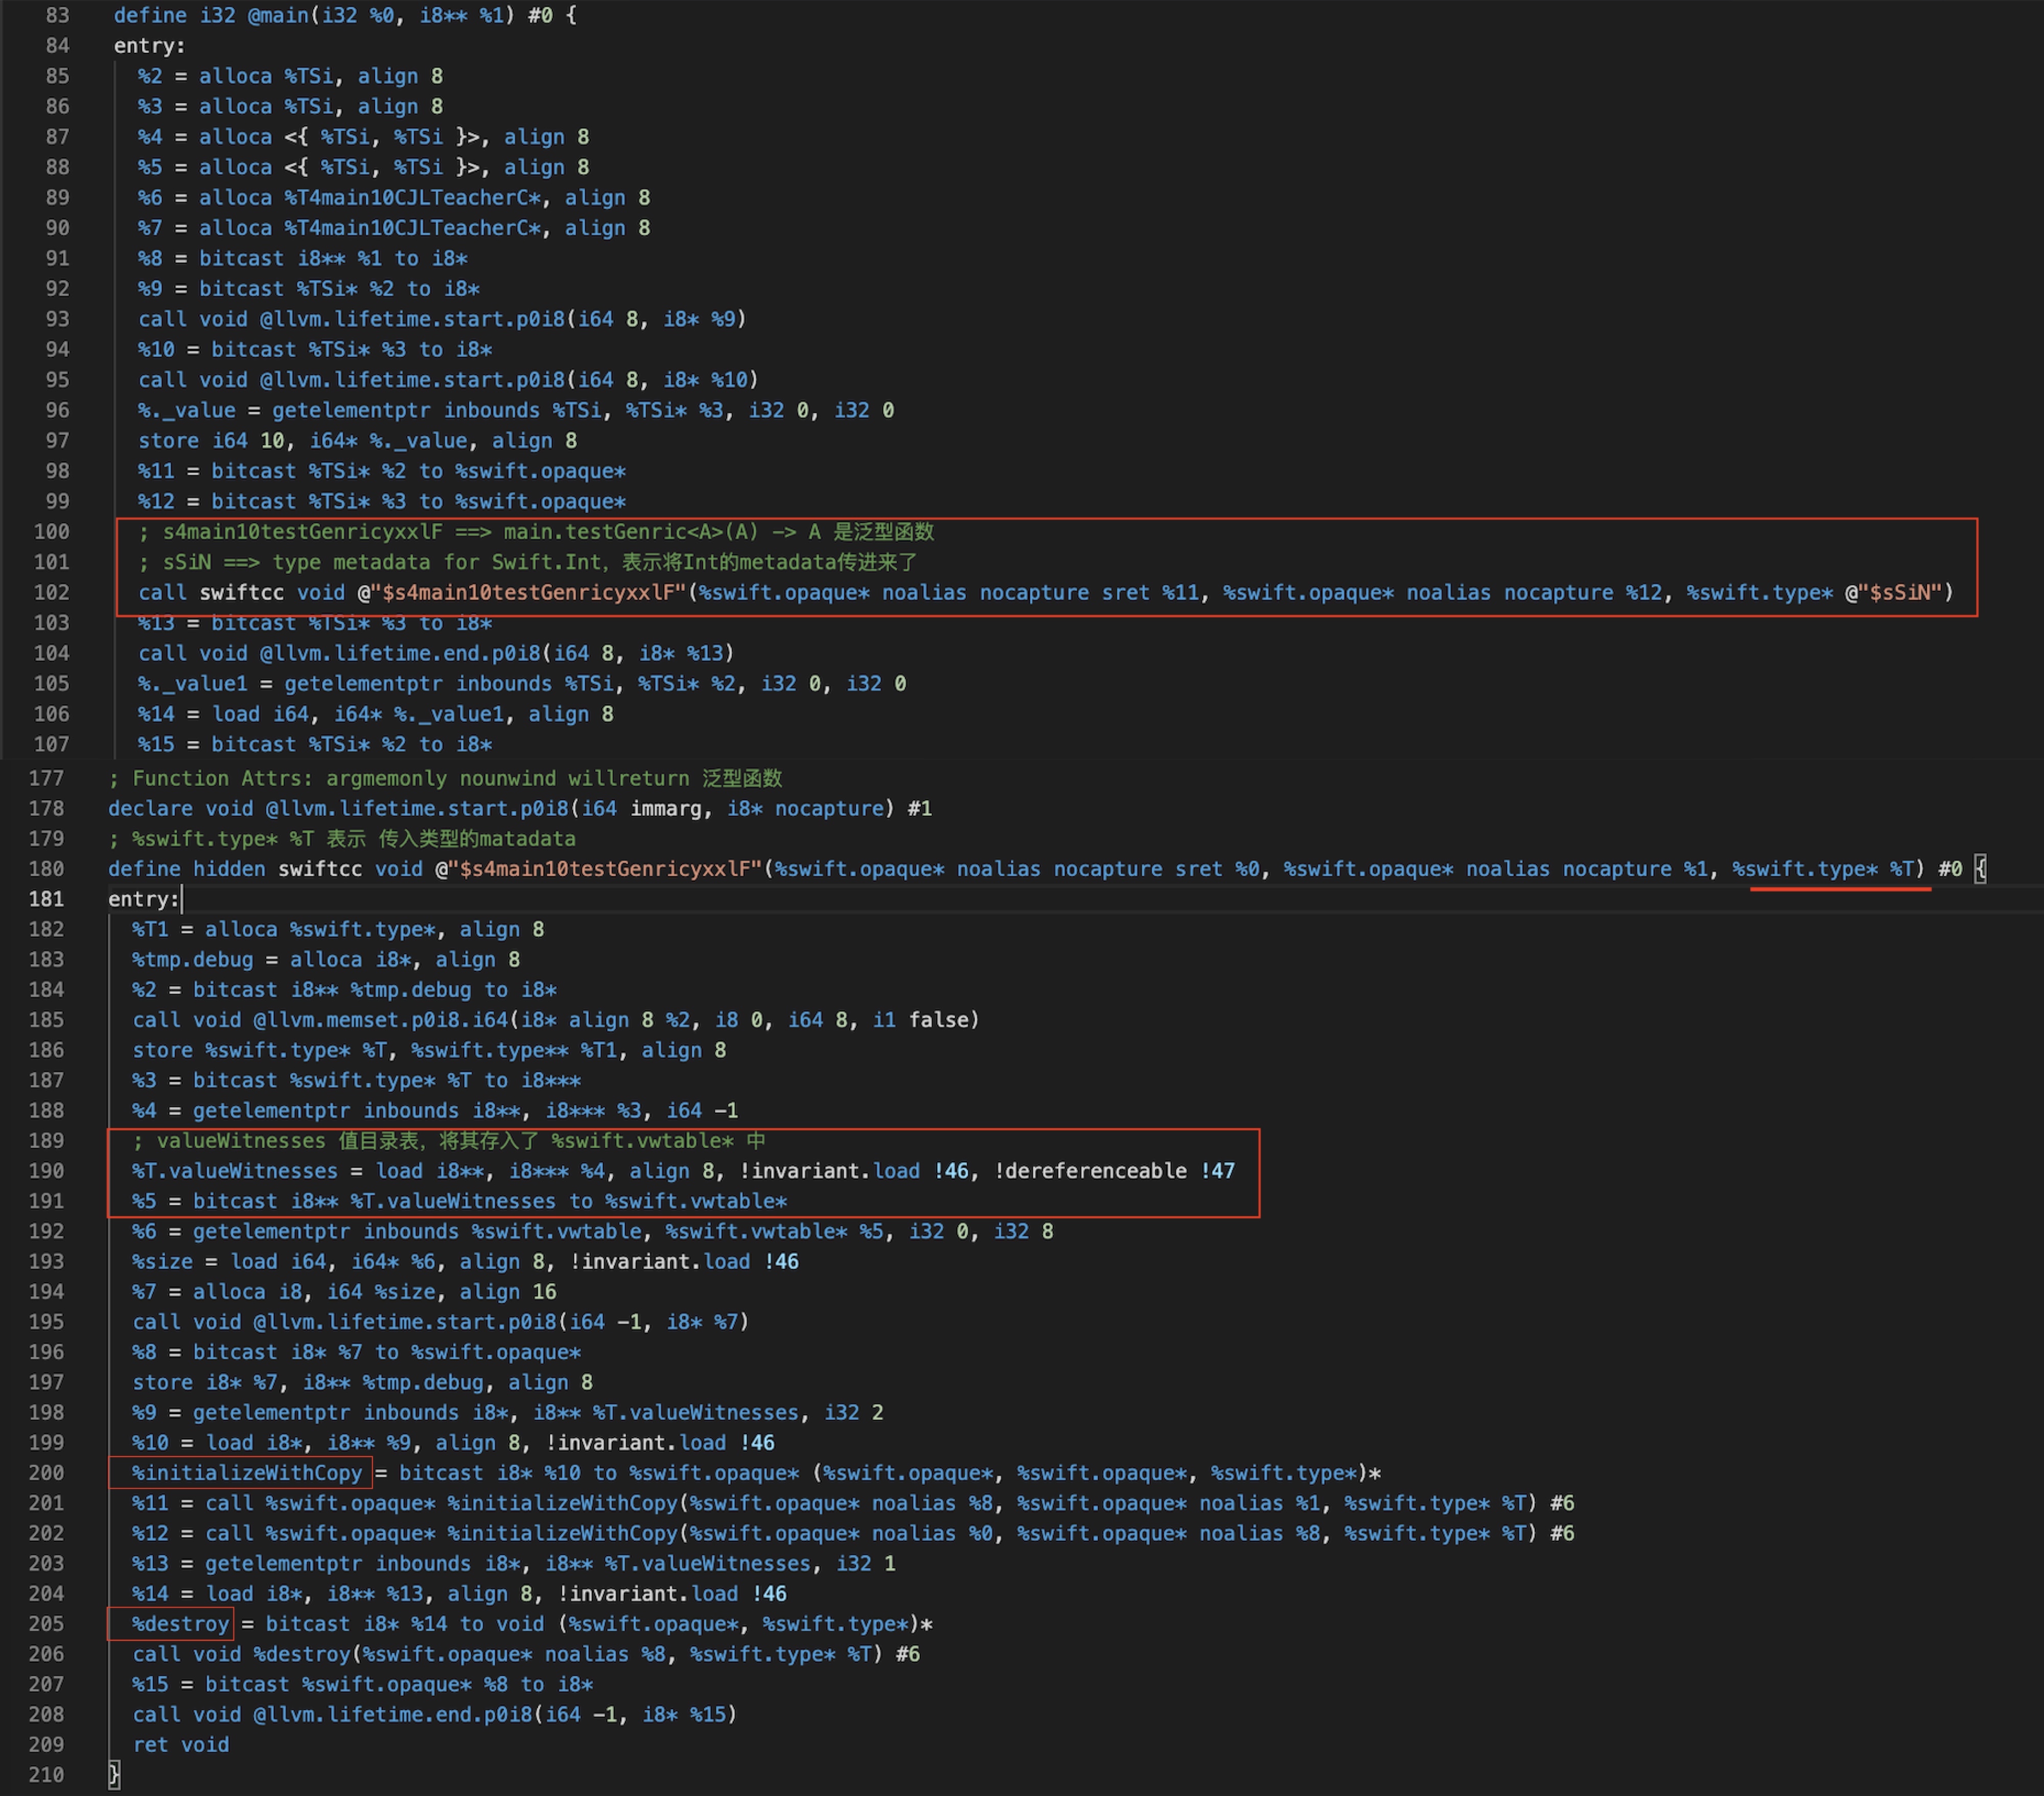 83 define i32 @main(i32 %0, i8** %1) #0 {
84 entry:
85 %2 = alloca %TSi, align 8
86 %3 = alloca %TSi, align 8
87 %4 = alloca <{ %TSi, %TSi }>, align 8
88 %5 = alloca <{ %TSi, %TSi }>, align 8
89 %6 = alloca %T4main10CJLTeacherC*, align 8
90 %7 = alloca %T4main10CJLTeacherC*, align 8
91 %8 = bitcast i8** %1 to i8*
92 %9 = bitcast %TSi* %2 to i8*
93 call void @llvm.lifetime.start.p0i8(i64 8, i8* %9)
94 %10 = bitcast %TSi* %3 to i8*
95 call void @llvm.lifetime.start.p0i8(i64 8, i8* %10)
96 %._value = getelementptr inbounds %TSi, %TSi* %3, i32 0, i32 0
97 store i64 10, i64* %._value, align 8
98 %11 = bitcast %TSi* %2 to %swift.opaque*
99 %12 = bitcast %TSi* %3 to %swift.opaque*
100 ; s4main10testGenricyxxlF ==> main.testGenric<A>(A) -> A 是泛型函数
101 ; sSiN ==> type metadata for Swift.Int，表示将Int的metadata传进来了
102 call swiftcc void @"$s4main10testGenricyxxlF"(%swift.opaque* noalias nocapture sret %11, %swift.opaque* noalias nocapture %12, %swift.type* @"$sSiN")
103 %13 = bitcast %TSi* %3 to i8*
104 call void @llvm.lifetime.end.p0i8(i64 8, i8* %13)
105 %._value1 = getelementptr inbounds %TSi, %TSi* %2, i32 0, i32 0
106 %14 = load i64, i64* %._value1, align 8
107 %15 = bitcast %TSi* %2 to i8*
177 ; Function Attrs: argmemonly nounwind willreturn 泛型函数
178 declare void @llvm.lifetime.start.p0i8(i64 immarg, i8* nocapture) #1
179 ; %swift.type* %T 表示 传入类型的matadata
180 define hidden swiftcc void @"$s4main10testGenricyxxlF"(%swift.opaque* noalias nocapture sret %0, %swift.opaque* noalias nocapture %1, %swift.type* %T) #0 {
181 entry:
182 %T1 = alloca %swift.type*, align 8
183 %tmp.debug = alloca i8*, align 8
184 %2 = bitcast i8** %tmp.debug to i8*
185 call void @llvm.memset.p0i8.i64(i8* align 8 %2, i8 0, i64 8, i1 false)
186 store %swift.type* %T, %swift.type** %T1, align 8
187 %3 = bitcast %swift.type* %T to i8***
188 %4 = getelementptr inbounds i8**, i8*** %3, i64 -1
189 ; valueWitnesses 值目录表，将其存入了 %swift.vwtable* 中
190 %T.valueWitnesses = load i8**, i8*** %4, align 8, !invariant.load !46, !dereferenceable !47
191 %5 = bitcast i8** %T.valueWitnesses to %swift.vwtable*
192 %6 = getelementptr inbounds %swift.vwtable, %swift.vwtable* %5, i32 0, i32 8
193 %size = load i64, i64* %6, align 8, !invariant.load !46
194 %7 = alloca i8, i64 %size, align 16
195 call void @llvm.lifetime.start.p0i8(i64 -1, i8* %7)
196 %8 = bitcast i8* %7 to %swift.opaque*
197 store i8* %7, i8** %tmp.debug, align 8
198 %9 = getelementptr inbounds i8*, i8** %T.valueWitnesses, i32 2
199 %10 = load i8*, i8** %9, align 8, !invariant.load !46
200 %initializeWithCopy = bitcast i8* %10 to %swift.opaque* (%swift.opaque*, %swift.opaque*, %swift.type*)*
201 %11 = call %swift.opaque* %initializeWithCopy(%swift.opaque* noalias %8, %swift.opaque* noalias %1, %swift.type* %T) #6
202 %12 = call %swift.opaque* %initializeWithCopy(%swift.opaque* noalias %0, %swift.opaque* noalias %8, %swift.type* %T) #6
203 %13 = getelementptr inbounds i8*, i8** %T.valueWitnesses, i32 1
204 %14 = load i8*, i8** %13, align 8, !invariant.load !46
205 %destroy = bitcast i8* %14 to void (%swift.opaque*, %swift.type*)*
206 call void %destroy(%swift.opaque* noalias %8, %swift.type* %T) #6
207 %15 = bitcast %swift.opaque* %8 to i8*
208 call void @llvm.lifetime.end.p0i8(i64 -1, i8* %15)
209 ret void
210 }